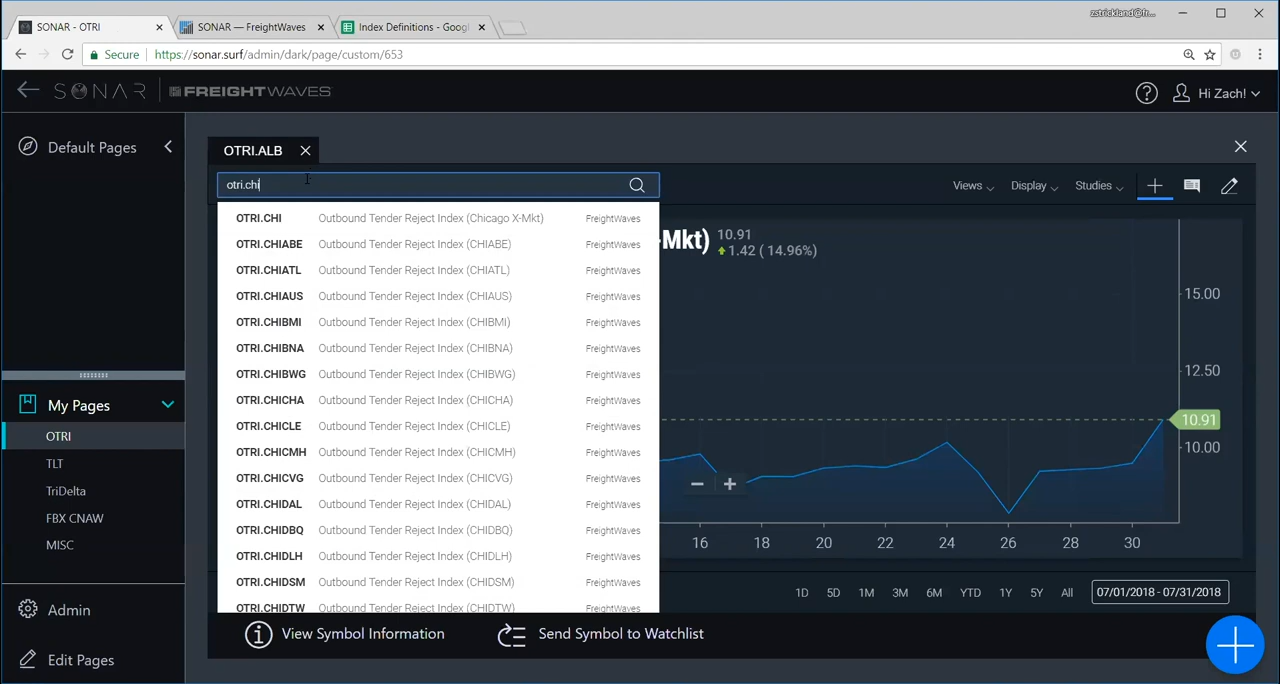 SONAR - OTRI
SONAR — FreightWaves
Index Definitions - Googl
zstrickland@fr...
Secure https://sonar.surf/admin/dark/page/custom/653
SONAR FREIGHTWAVES
Hi Zach!
Default Pages
OTRI.ALB
otri.chi
Views Display Studies
OTRI.CHI Outbound Tender Reject Index (Chicago X-Mkt) FreightWaves
OTRI.CHIABE Outbound Tender Reject Index (CHIABE) FreightWaves
OTRI.CHIATL Outbound Tender Reject Index (CHIATL) FreightWaves
OTRI.CHIAUS Outbound Tender Reject Index (CHIAUS) FreightWaves
OTRI.CHIBMI Outbound Tender Reject Index (CHIBMI) FreightWaves
OTRI.CHIBNA Outbound Tender Reject Index (CHIBNA) FreightWaves
OTRI.CHIBWG Outbound Tender Reject Index (CHIBWG) FreightWaves
OTRI.CHICHA Outbound Tender Reject Index (CHICHA) FreightWaves
OTRI.CHICLE Outbound Tender Reject Index (CHICLE) FreightWaves
OTRI.CHICMH Outbound Tender Reject Index (CHICMH) FreightWaves
OTRI.CHICVG Outbound Tender Reject Index (CHICVG) FreightWaves
OTRI.CHIDAL Outbound Tender Reject Index (CHIDAL) FreightWaves
OTRI.CHIDBQ Outbound Tender Reject Index (CHIDBQ) FreightWaves
OTRI.CHIDLH Outbound Tender Reject Index (CHIDLH) FreightWaves
OTRI.CHIDSM Outbound Tender Reject Index (CHIDSM) FreightWaves
OTRI.CHIDTW Outbound Tender Reject Index (CHIDTW) FreightWaves
-Mkt) 10.91
1.42 ( 14.96%)
15.00
12.50
10.91
10.00
16 18 20 22 24 26 28 30
1D 5D 1M 3M 6M YTD 1Y 5Y All 07/01/2018 - 07/31/2018
My Pages
OTRI
TLT
TriDelta
FBX CNAW
MISC
Admin
Edit Pages
View Symbol Information
Send Symbol to Watchlist